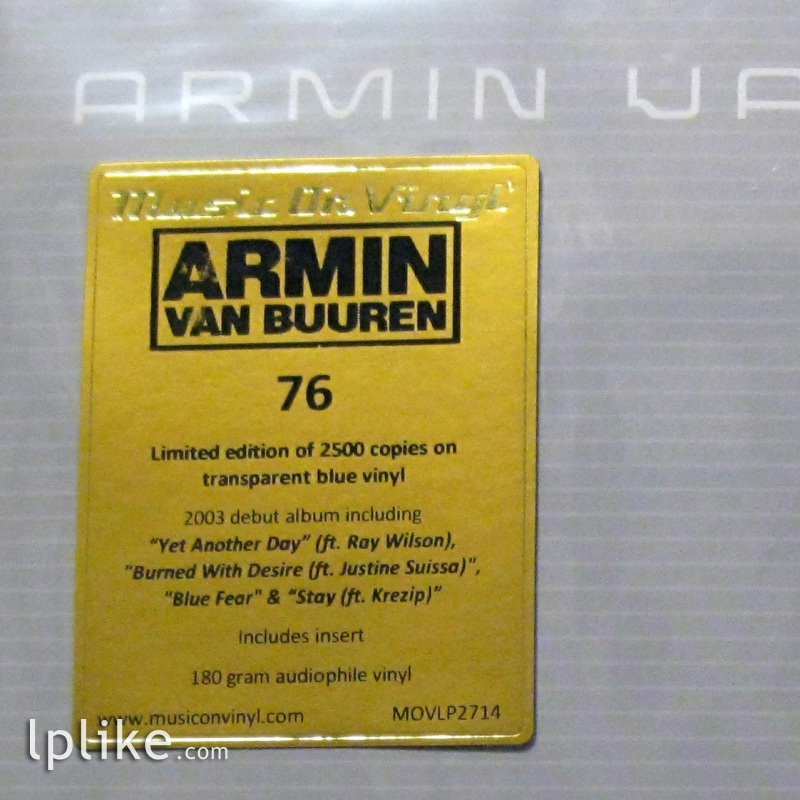 ARMIN VA
Music On Vinyl
ARMIN
VAN BUUREN
76
Limited edition of 2500 copies on
transparent blue vinyl
2003 debut album including
“Yet Another Day” (ft. Ray Wilson),
"Burned With Desire (ft. Justine Suissa)",
"Blue Fear" & “Stay (ft. Krezip)”
Includes insert
180 gram audiophile vinyl
www.musiconvinyl.com MOVLP2714
lplike.com